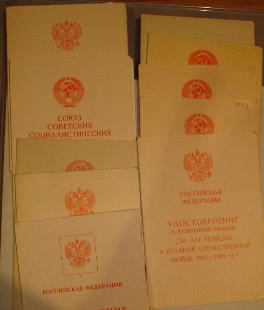 СОЮЗ
СОВЕТСКИХ
СОЦИАЛИСТИЧЕСКИХ
РОССИЙСКАЯ ФЕДЕРАЦИЯ
РОССИЙСКАЯ
ФЕДЕРАЦИЯ
УДОСТОВЕРЕНИЕ
К ЮБИЛЕЙНОЙ МЕДАЛИ
"50 ЛЕТ ПОБЕДЫ
В ВЕЛИКОЙ ОТЕЧЕСТВЕННОЙ
ВОЙНЕ 1941–1945 гг."